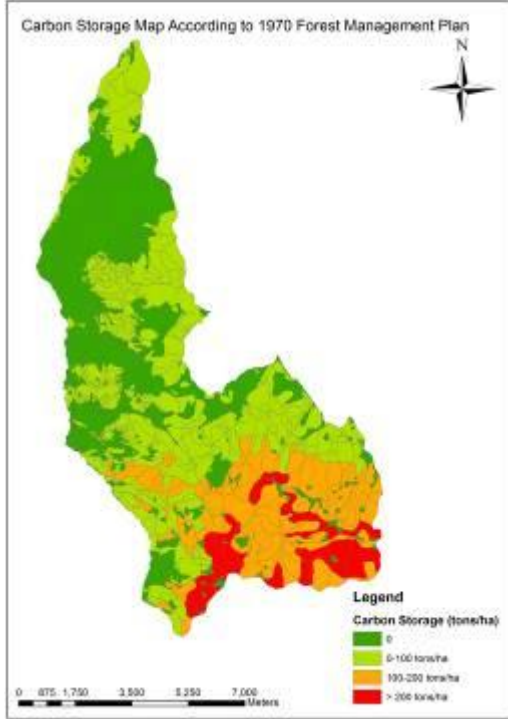 Carbon Storage Map According to 1970 Forest Management Plan
N
Legend
Carbon Storage (tons/ha)
0
0-100 tons/ha
100-200 tons/ha
> 200 tons/ha
0 875 1,750 3,500 5,250 7,000
Meters